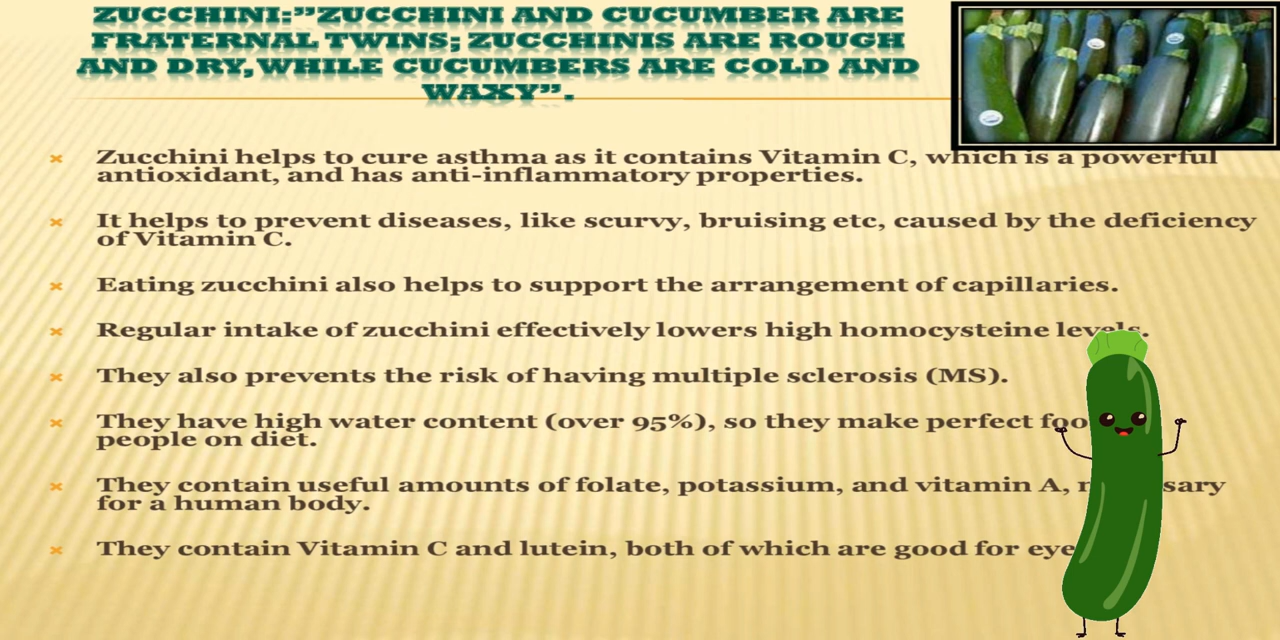 ZUCCHINI:”ZUCCHINI AND CUCUMBER ARE
FRATERNAL TWINS; ZUCCHINIS ARE ROUGH
AND DRY,WHILE CUCUMBERS ARE COLD AND
WAXY”.
Zucchini helps to cure asthma as it contains Vitamin C, which is a powerful
antioxidant, and has anti-inflammatory properties.
It helps to prevent diseases, like scurvy, bruising etc, caused by the deficiency
of Vitamin C.
Eating zucchini also helps to support the arrangement of capillaries.
Regular intake of zucchini effectively lowers high homocysteine levels.
They also prevents the risk of having multiple sclerosis (MS).
They have high water content (over 95%), so they make perfect
people on diet.
They contain useful amounts of folate, potassium, and vitamin A,
for a human body.
They contain Vitamin C and lutein, both of which are good for